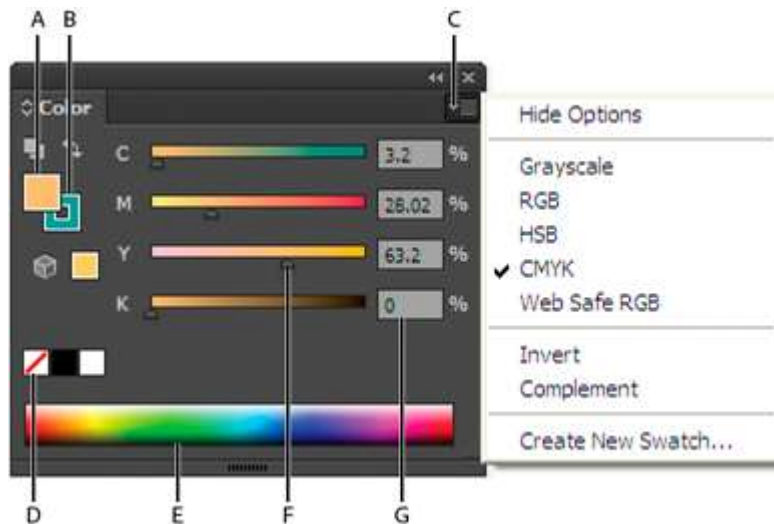 A B C
Color
C 3.2 %
M 28.02 %
Y 63.2 %
K 0 %
D E F G
Hide Options
Grayscale
RGB
HSB
CMYK
Web Safe RGB
Invert
Complement
Create New Swatch...